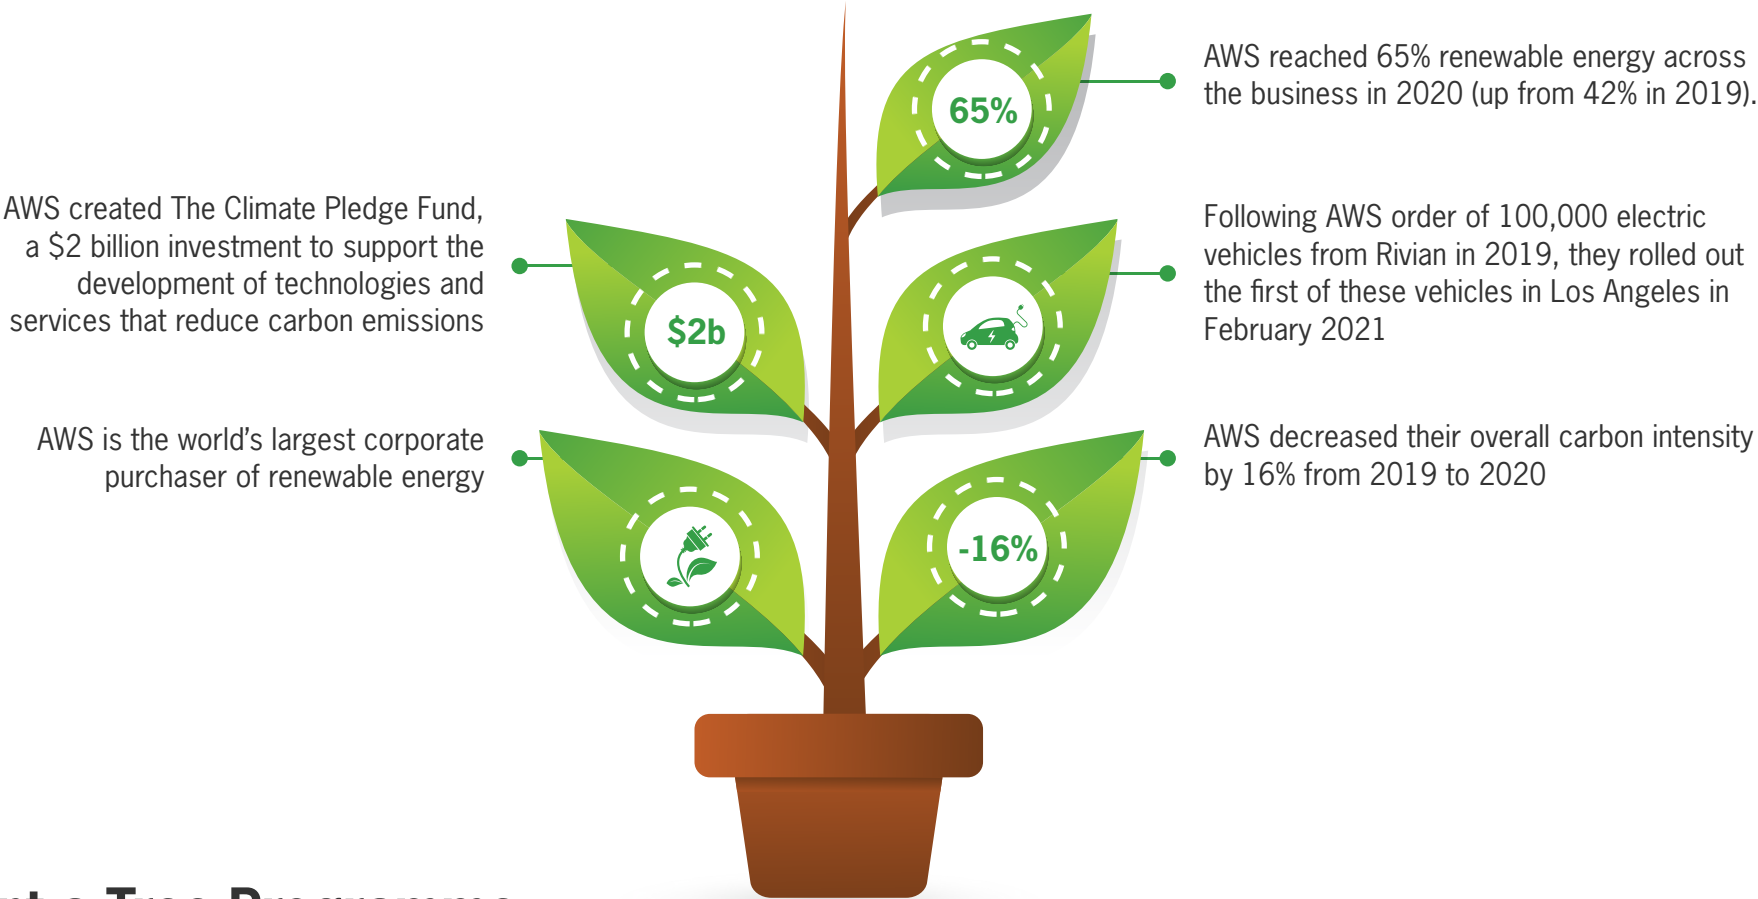 65%
AWS reached 65% renewable energy across
the business in 2020 (up from 42% in 2019).
AWS created The Climate Pledge Fund,
a $2 billion investment to support the
development of technologies and
services that reduce carbon emissions
$2b
Following AWS order of 100,000 electric
vehicles from Rivian in 2019, they rolled out
the first of these vehicles in Los Angeles in
February 2021
AWS is the world’s largest corporate
purchaser of renewable energy
-16%
AWS decreased their overall carbon intensity
by 16% from 2019 to 2020
a Tree Programme